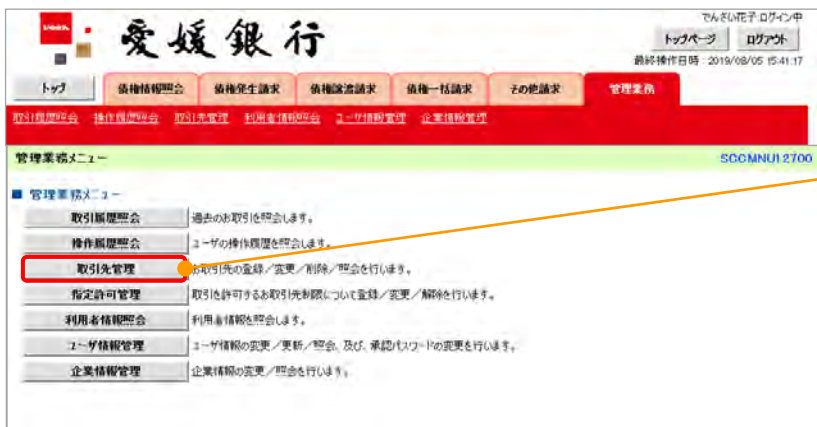 愛媛銀行
でんさい花子:ログイン中
トップページ ログアウト
最終操作日時:2019/08/05 15:41:17
トップ 債権情報照会 債権発生請求 債権譲渡請求 債権一括請求 その他請求 管理業務
取引履歴照会 操作履歴照会 取引先管理 利用者情報照会 ユーザ情報管理 企業情報管理
管理業務メニュー SCCMNU12700
■ 管理業務メニュー
取引履歴照会 過去のお取引を照会します。
操作履歴照会 ユーザの操作履歴を照会します。
取引先管理 お取引先の登録/変更/削除/照会を行います。
指定許可管理 取引を許可するお取引先制限について登録/変更/解除を行います。
利用者情報照会 利用者情報を照会します。
ユーザ情報管理 ユーザ情報の変更/更新/照会、及び、承認パスワードの変更を行います。
企業情報管理 企業情報の変更/照会を行います。